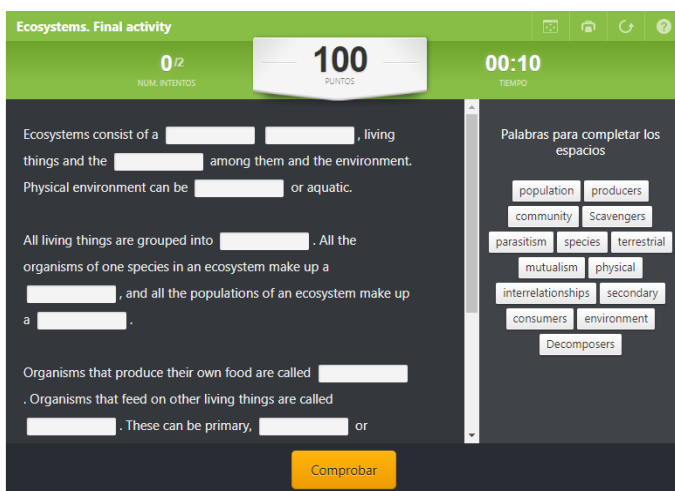 Ecosystems. Final activity
0/2
NUM. INTENTOS
100
PUNTOS
00:10
TIEMPO
Ecosystems consist of a , living
things and the among them and the environment.
Physical environment can be or aquatic.
All living things are grouped into . All the
organisms of one species in an ecosystem make up a
, and all the populations of an ecosystem make up
a .
Organisms that produce their own food are called
. Organisms that feed on other living things are called
. These can be primary, or
Palabras para completar los
espacios
population producers
community Scavengers
parasitism species terrestrial
mutualism physical
interrelationships secondary
consumers environment
Decomposers
Comprobar